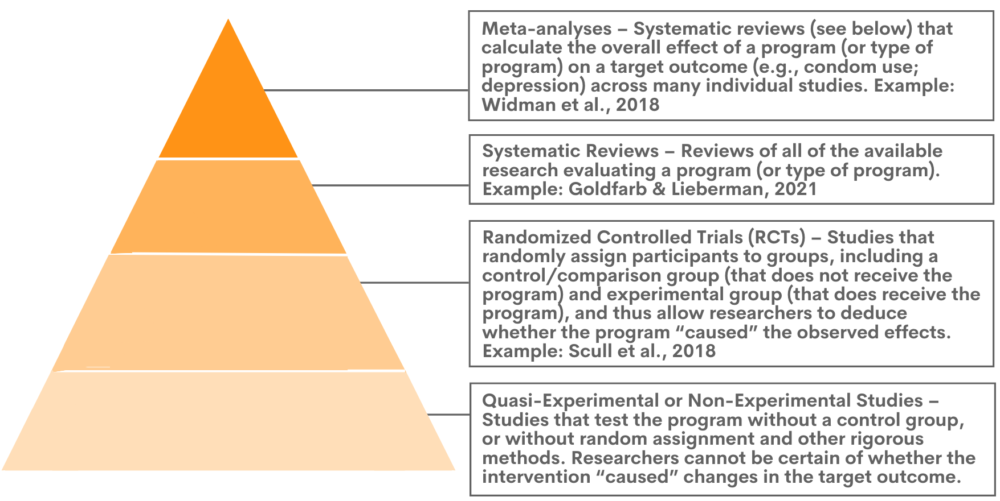 Meta-analyses – Systematic reviews (see below) that
calculate the overall effect of a program (or type of
program) on a target outcome (e.g., condom use;
depression) across many individual studies. Example:
Widman et al., 2018
Systematic Reviews – Reviews of all of the available
research evaluating a program (or type of program).
Example: Goldfarb & Lieberman, 2021
Randomized Controlled Trials (RCTs) – Studies that
randomly assign participants to groups, including a
control/comparison group (that does not receive the
program) and experimental group (that does receive the
program), and thus allow researchers to deduce
whether the program “caused” the observed effects.
Example: Scull et al., 2018
Quasi-Experimental or Non-Experimental Studies –
Studies that test the program without a control group,
or without random assignment and other rigorous
methods. Researchers cannot be certain of whether the
intervention “caused” changes in the target outcome.